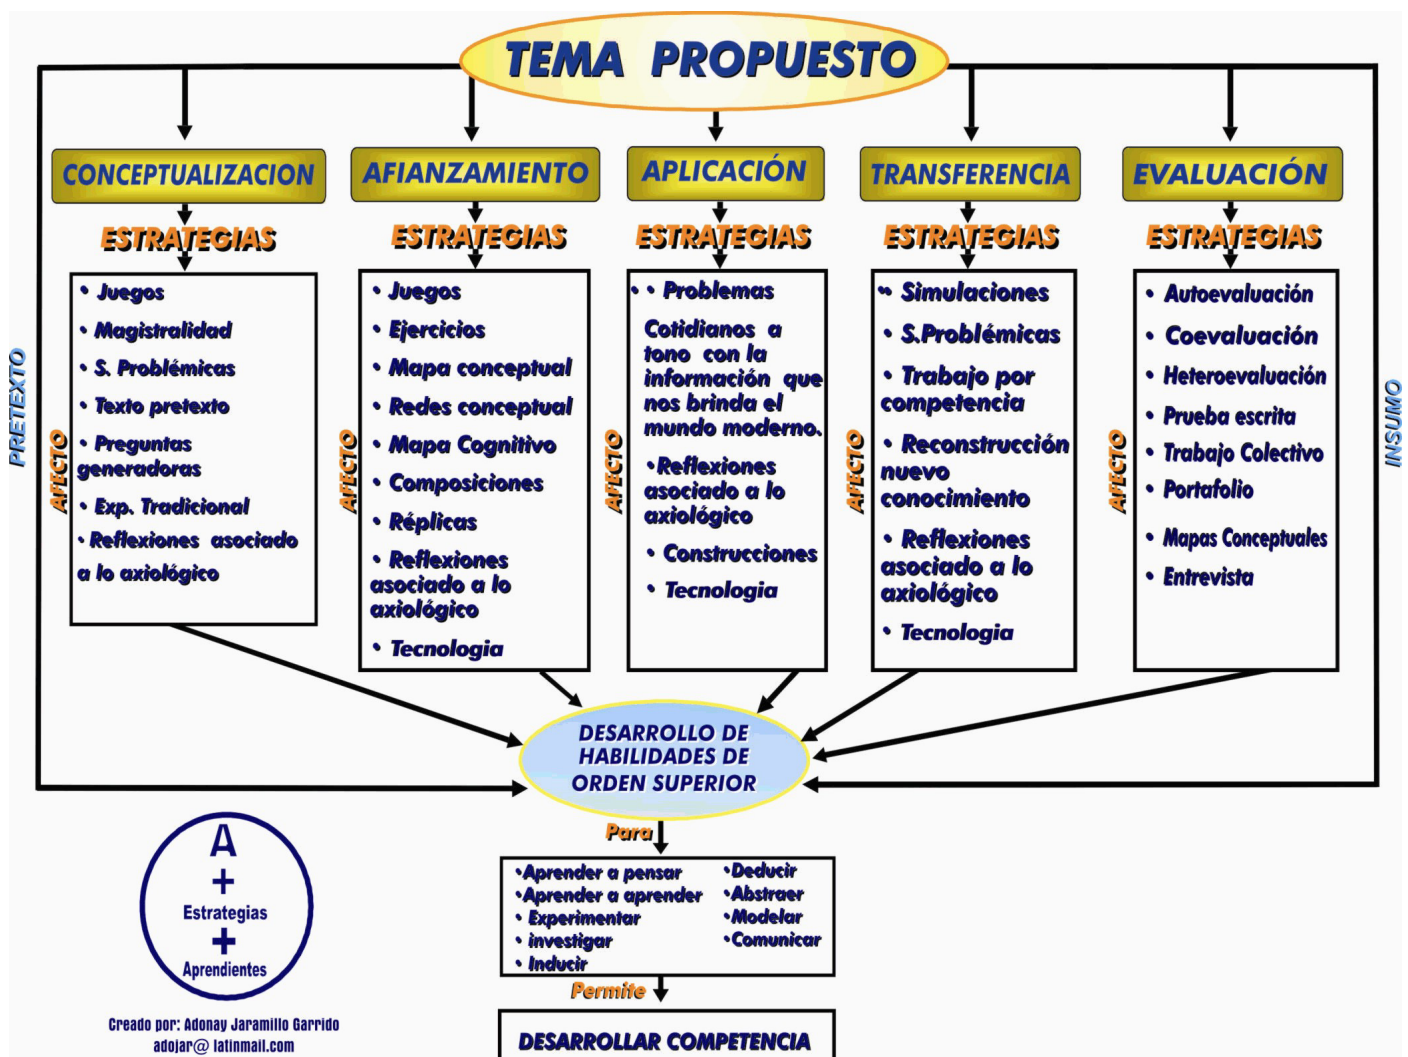 TEMA PROPUESTO
CONCEPTUALIZACION
AFIANZAMIENTO
APLICACIÓN
TRANSFERENCIA
EVALUACIÓN
ESTRATEGIAS
ESTRATEGIAS
ESTRATEGIAS
ESTRATEGIAS
ESTRATEGIAS
PRETEXTO
AFECTO
• Juegos
• Magistralidad
• S. Problémicas
• Texto pretexto
• Preguntas
generadoras
• Exp. Tradicional
• Reflexiones asociado
a lo axiológico
AFECTO
• Juegos
• Ejercicios
• Mapa conceptual
• Redes conceptual
• Mapa Cognitivo
• Composiciones
• Réplicas
• Reflexiones
asociado a lo
axiológico
• Tecnologia
• • Problemas
Cotidianos a
tono con la
información que
nos brinda el
mundo moderno.
• Reflexiones
asociado a lo
axiológico
• Construcciones
• Tecnologia
AFECTO
•• Simulaciones
• S.Problémicas
• Trabajo por
competencia
• Reconstrucción
nuevo
conocimiento
• Reflexiones
asociado a lo
axiológico
• Tecnologia
AFECTO
• Autoevaluación
• Coevaluación
• Heteroevaluación
• Prueba escrita
• Trabajo Colectivo
• Portafolio
• Mapas Conceptuales
• Entrevista
INSUMO
DESARROLLO DE
HABILIDADES DE
ORDEN SUPERIOR
Para
• Aprender a pensar
• Aprender a aprender
• Experimentar
• investigar
• Inducir
• Deducir
• Abstraer
• Modelar
• Comunicar
Permite
DESARROLLAR COMPETENCIA
A
+
Estrategias
+
Aprendientes
Creado por: Adonay Jaramillo Garrido
adojar@ latinmail.com